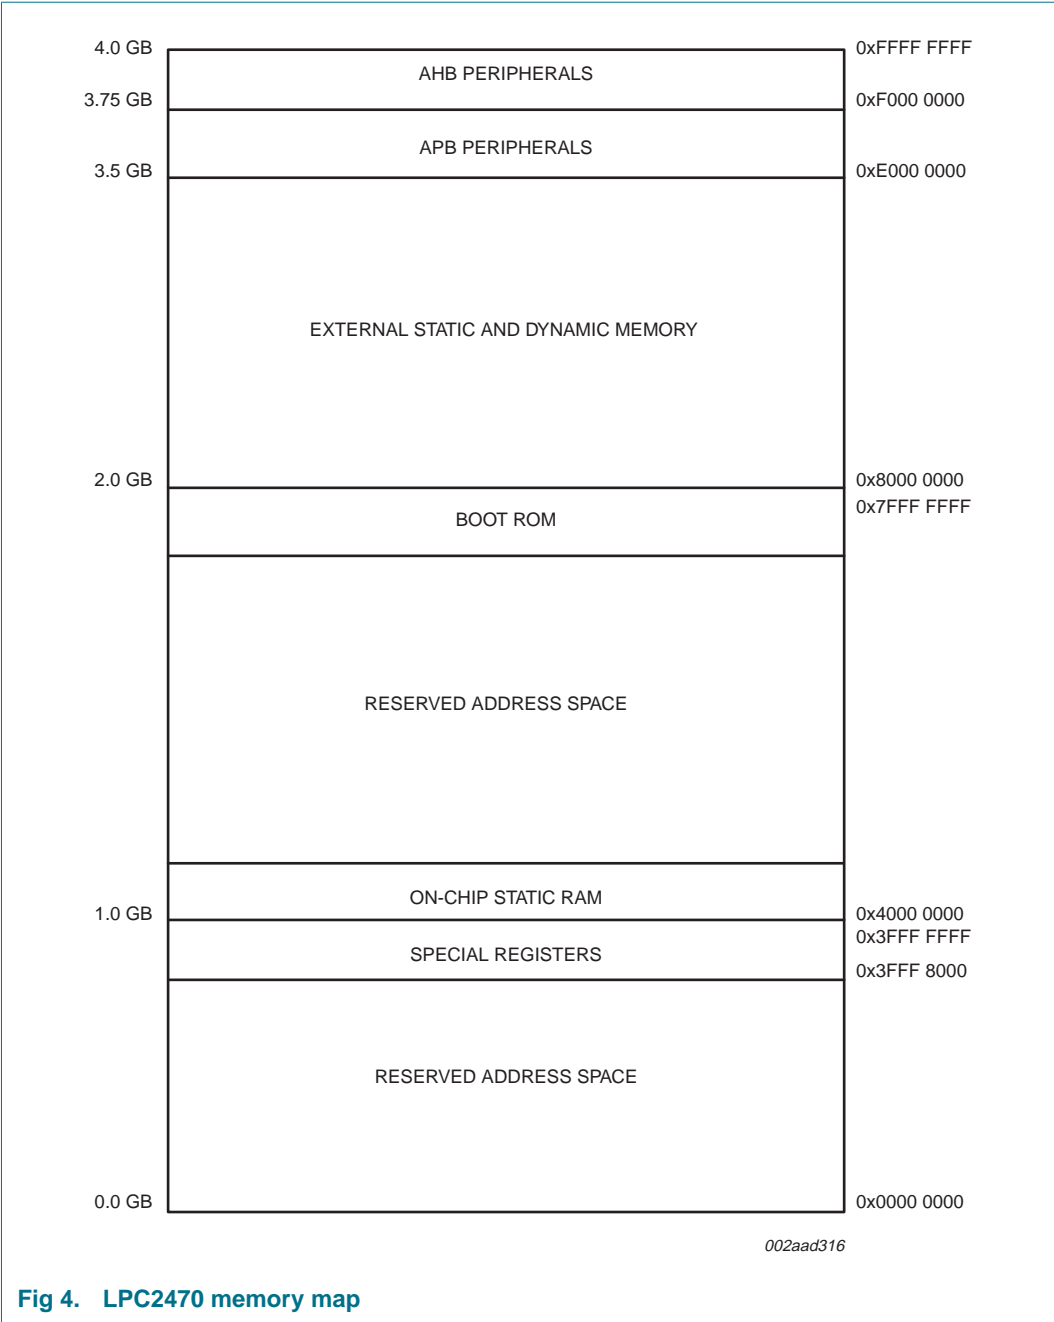 4.0 GB 0xFFFF FFFF
AHB PERIPHERALS
3.75 GB 0xF000 0000
APB PERIPHERALS
3.5 GB 0xE000 0000
EXTERNAL STATIC AND DYNAMIC MEMORY
2.0 GB 0x8000 0000
0x7FFF FFFF
BOOT ROM
RESERVED ADDRESS SPACE
ON-CHIP STATIC RAM
1.0 GB 0x4000 0000
0x3FFF FFFF
SPECIAL REGISTERS
0x3FFF 8000
RESERVED ADDRESS SPACE
0.0 GB 0x0000 0000
002aad316
Fig 4. LPC2470 memory map